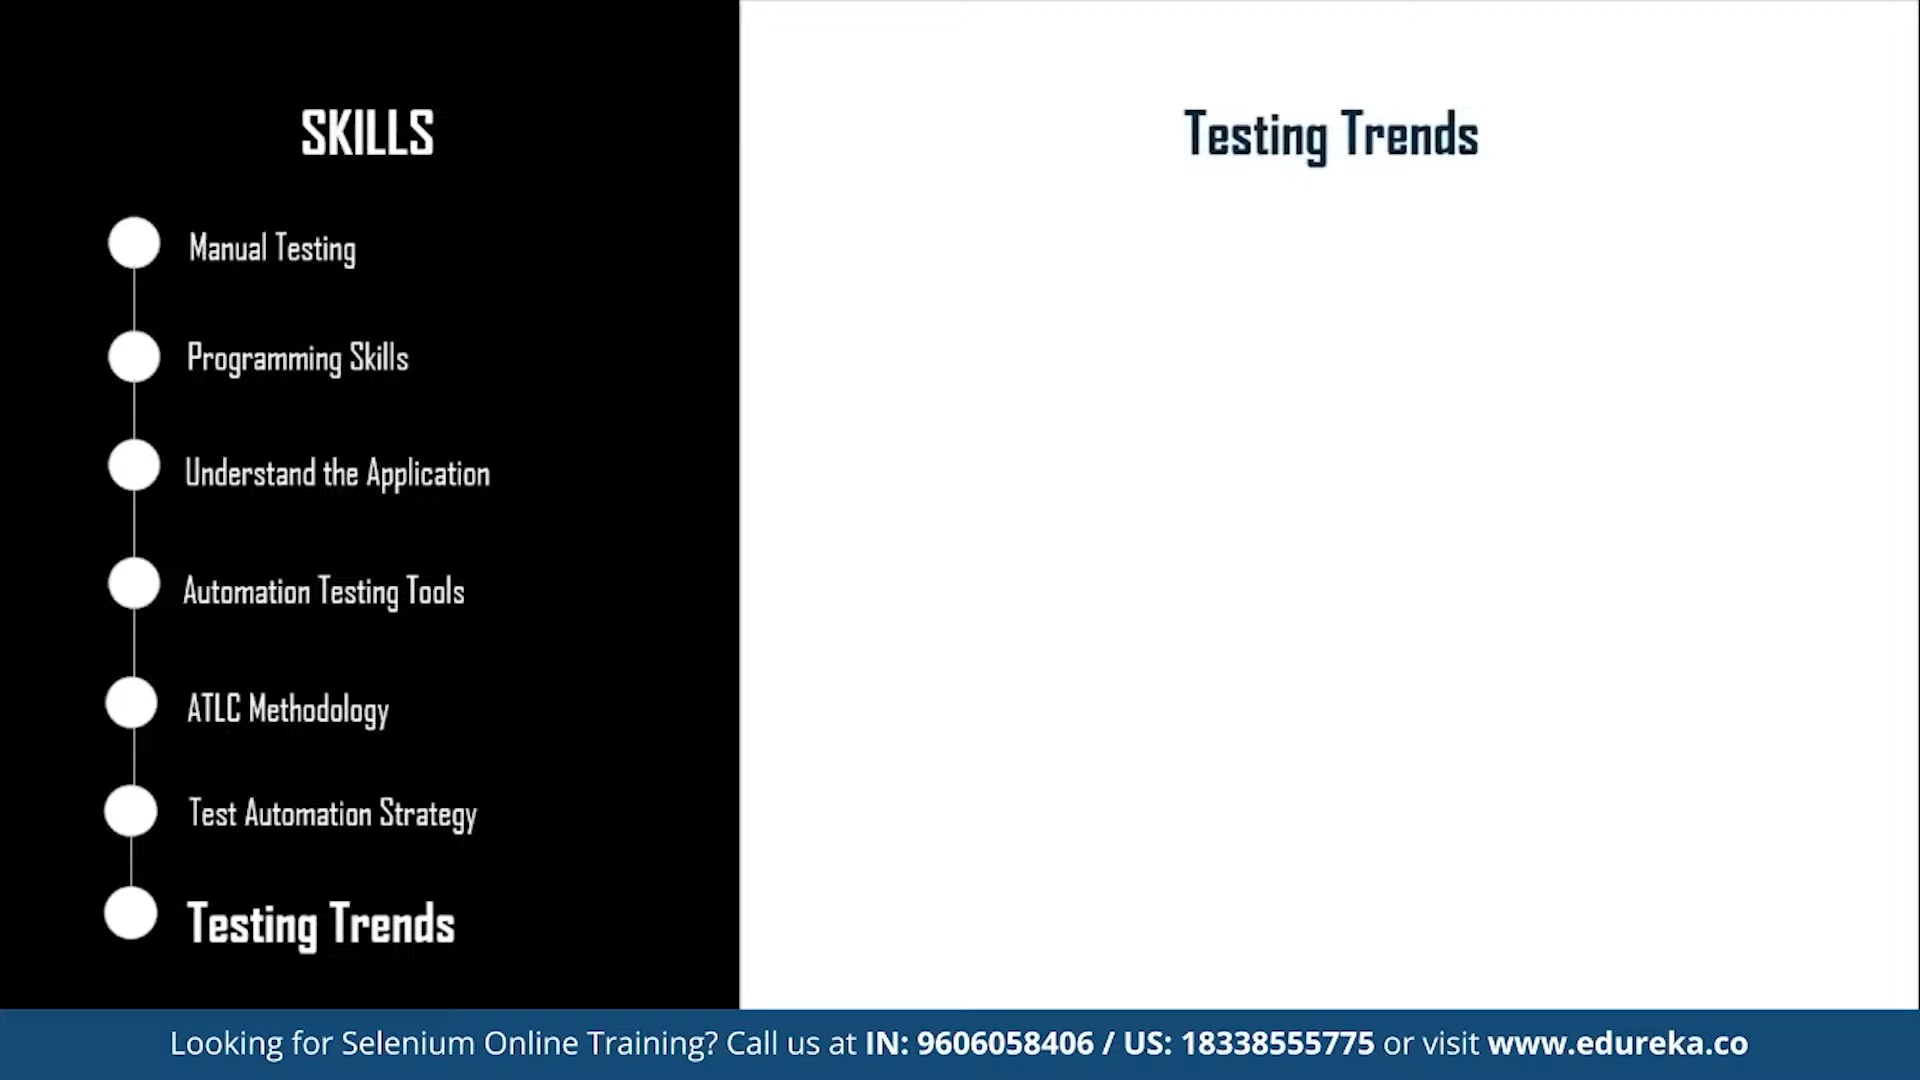 SKILLS
Manual Testing
Programming Skills
Understand the Application
Automation Testing Tools
ATLC Methodology
Test Automation Strategy
Testing Trends
Testing Trends
Looking for Selenium Online Training? Call us at IN: 9606058406 / US: 18338555775 or visit www.edureka.co